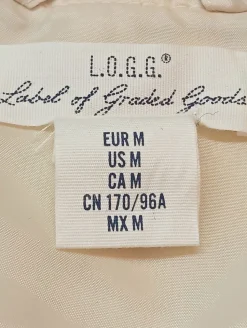 L.O.G.G.®
Label of Graded Goods
EUR M
US M
CA M
CN 170/96A
MX M